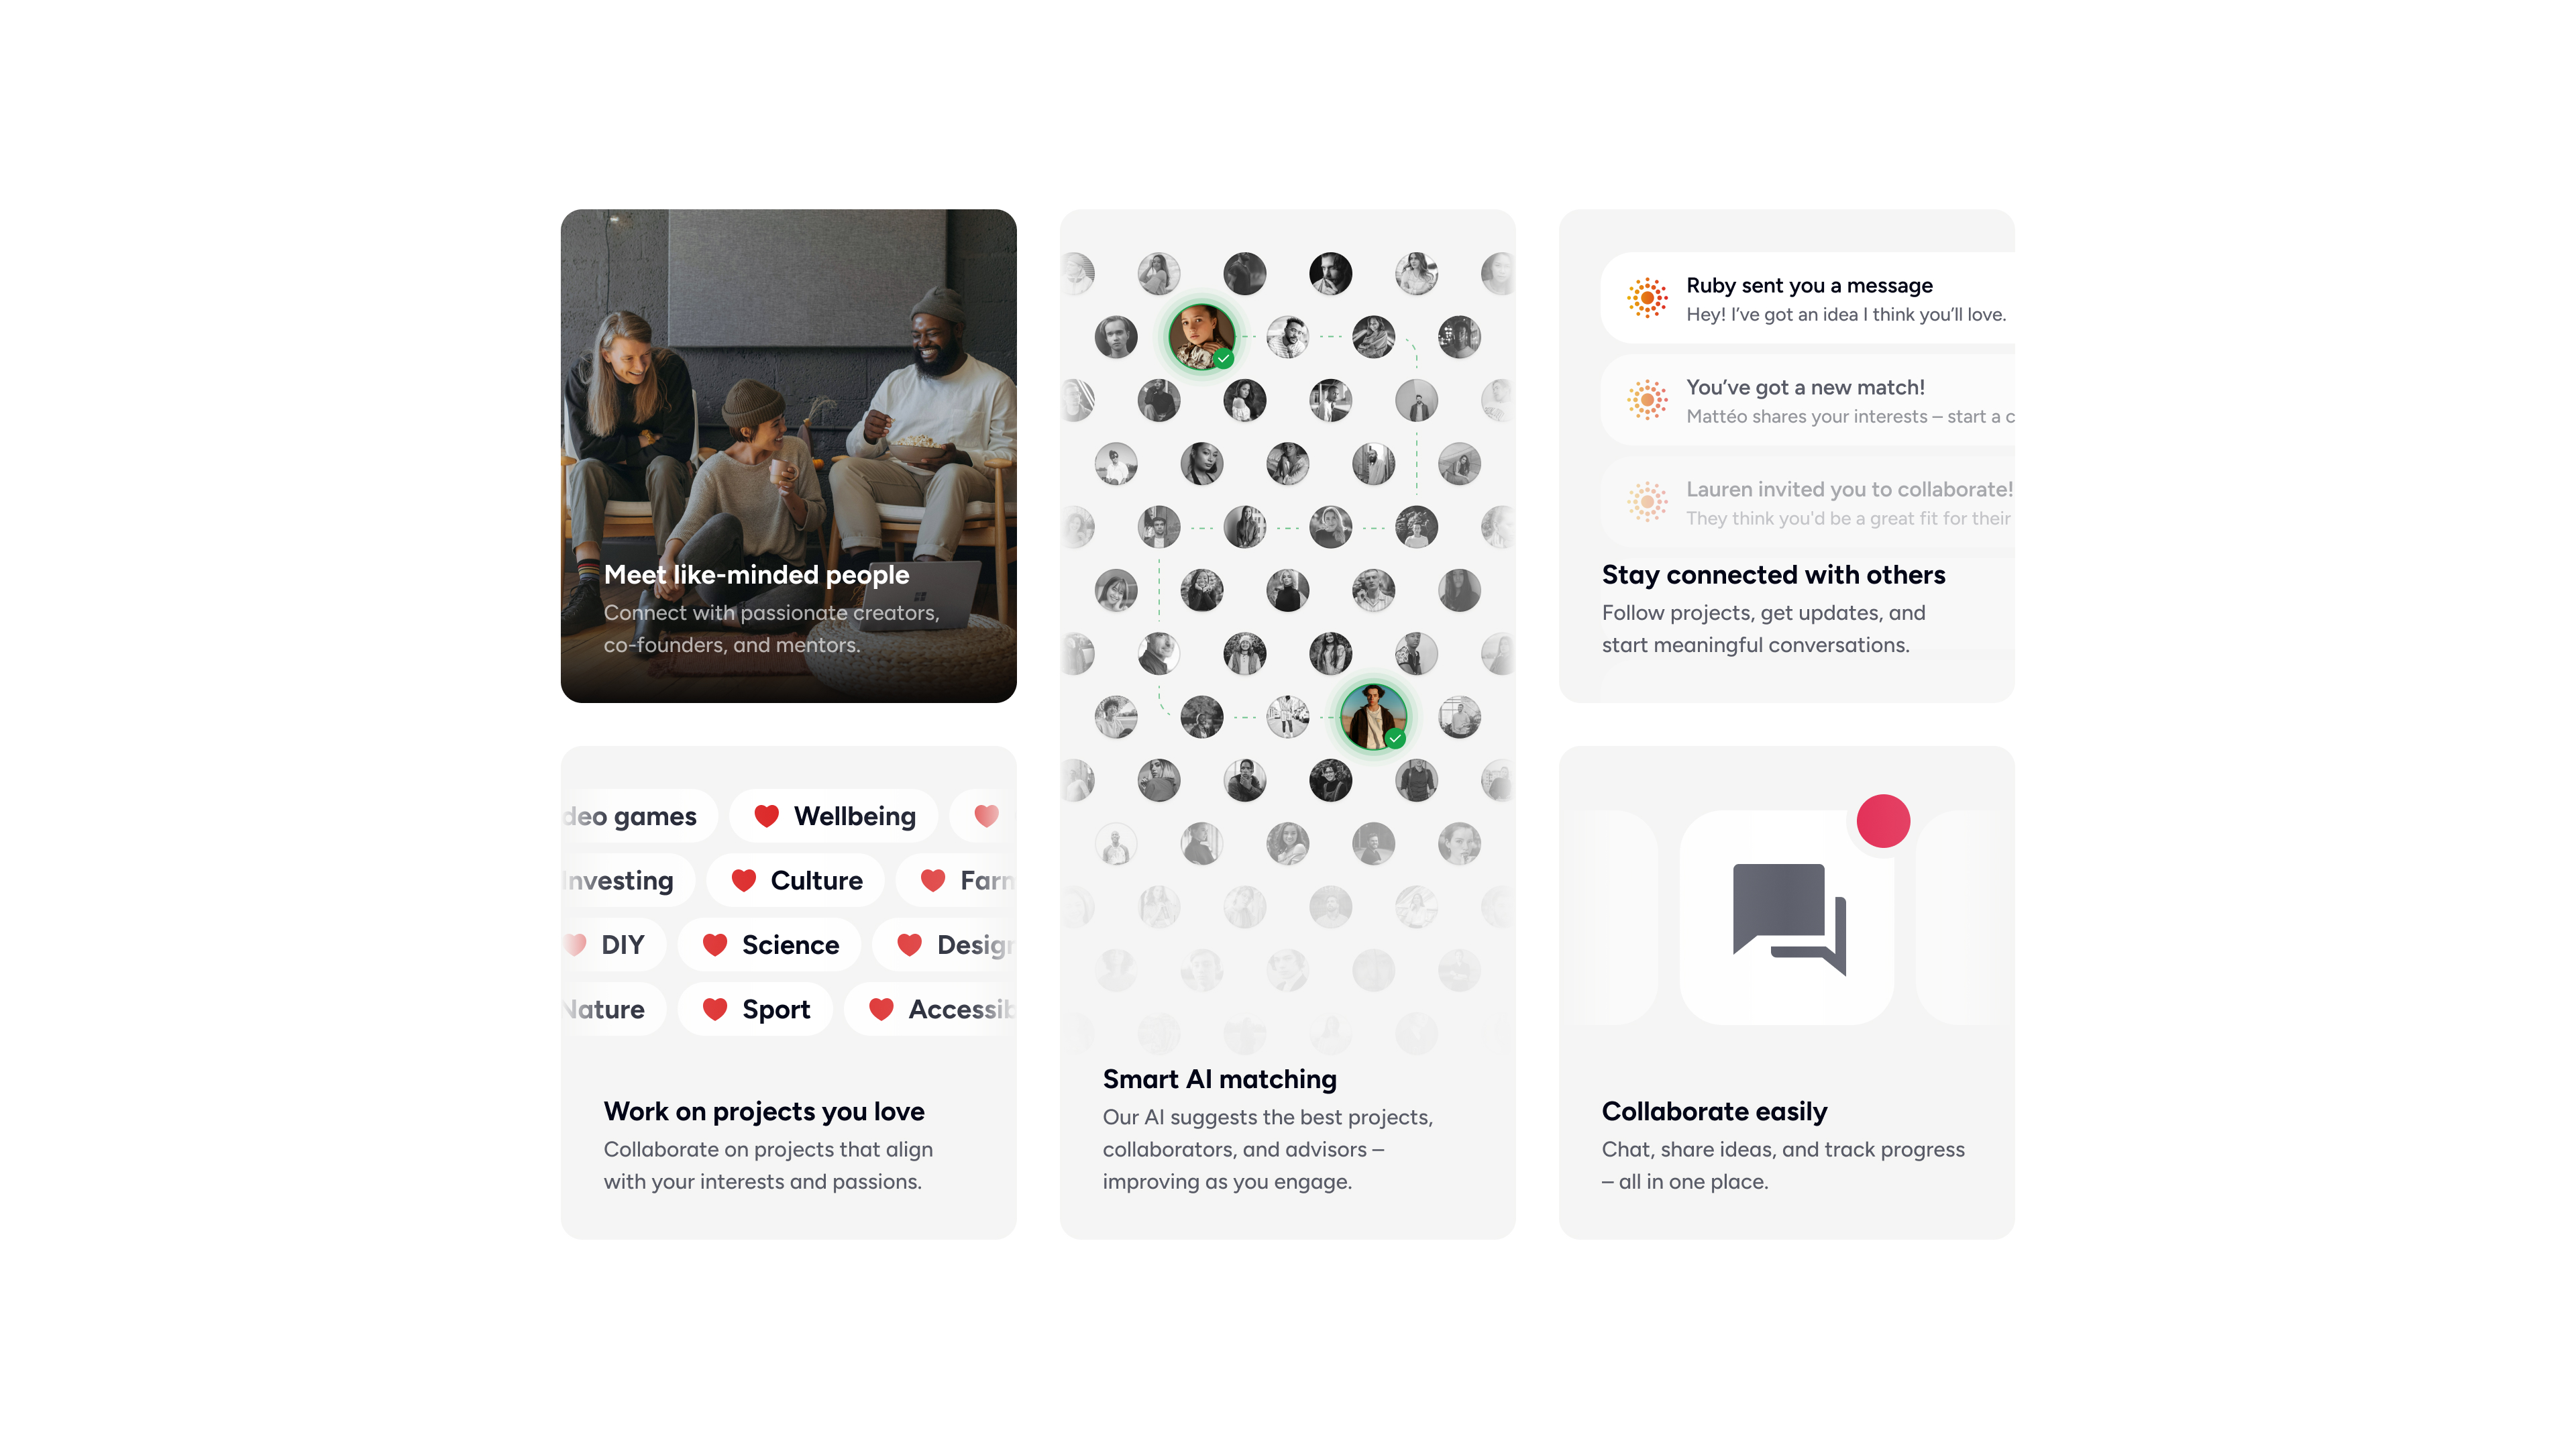 Meet like-minded people
Connect with passionate creators,
co-founders, and mentors.
deo games
Wellbeing
Investing
Culture
Farm
DIY
Science
Design
Nature
Sport
Accessib
Work on projects you love
Collaborate on projects that align
with your interests and passions.
Smart AI matching
Our AI suggests the best projects,
collaborators, and advisors –
improving as you engage.
Ruby sent you a message
Hey! I’ve got an idea I think you’ll love.
You’ve got a new match!
Mattéo shares your interests – start a c
Lauren invited you to collaborate!
They think you'd be a great fit for their
Stay connected with others
Follow projects, get updates, and
start meaningful conversations.
Collaborate easily
Chat, share ideas, and track progress
– all in one place.